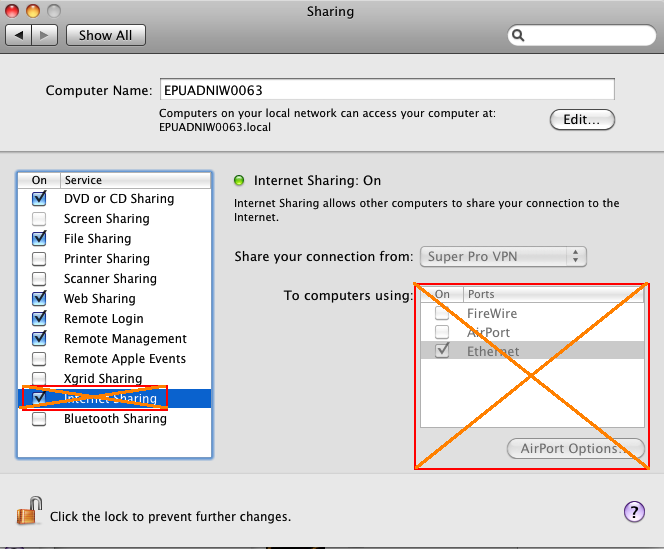 Sharing
Show All
Computer Name: EPUADNIW0063
Computers on your local network can access your computer at:
EPUADNIW0063.local
Edit...
On Service
DVD or CD Sharing
Screen Sharing
File Sharing
Printer Sharing
Scanner Sharing
Web Sharing
Remote Login
Remote Management
Remote Apple Events
Xgrid Sharing
Internet Sharing
Bluetooth Sharing
Internet Sharing: On
Internet Sharing allows other computers to share your connection to the
Internet.
Share your connection from: Super Pro VPN
To computers using:
On Ports
FireWire
AirPort
Ethernet
AirPort Options...
Click the lock to prevent further changes.
?